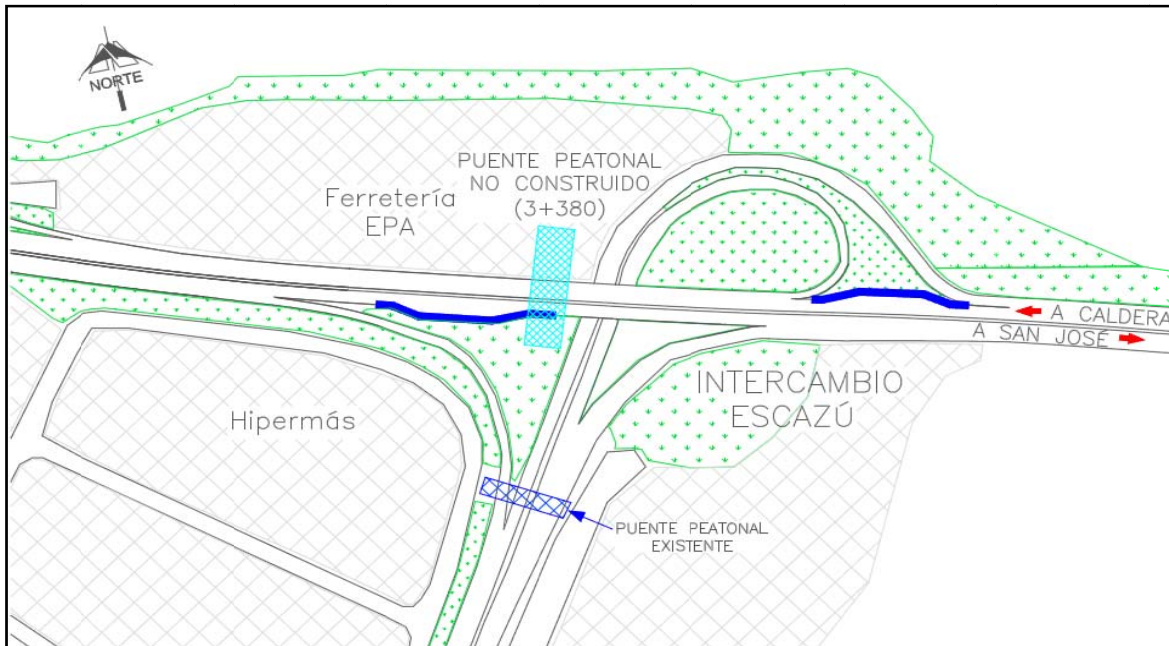 NORTE
PUENTE PEATONAL
NO CONSTRUIDO
(3+380)
Ferretería
EPA
A CALDERA
A SAN JOSÉ
INTERCAMBIO
ESCAZÚ
Hipermás
PUENTE PEATONAL
EXISTENTE